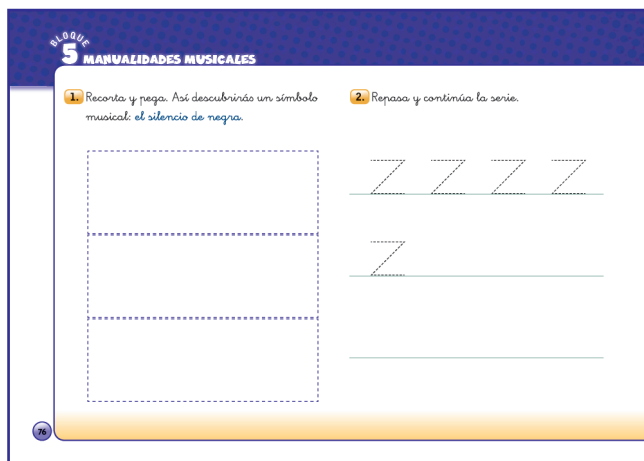 BLOQUE
5 MANUALIDADES MUSICALES
1. Recorta y pega. Así descubrirás un símbolo
musical: el silencio de negra.
2. Repasa y continúa la serie.
Z Z Z Z
Z
76